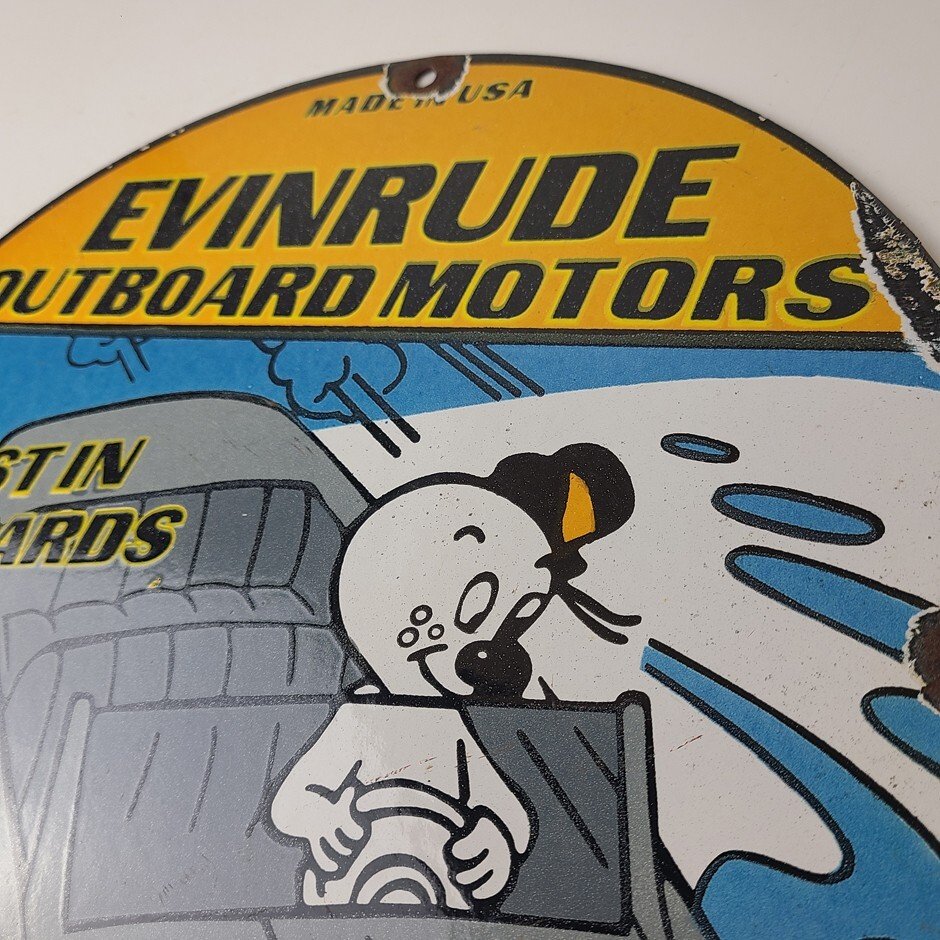 MADE IN USA
EVINRUDE
OUTBOARD MOTORS
ST IN
ARDS